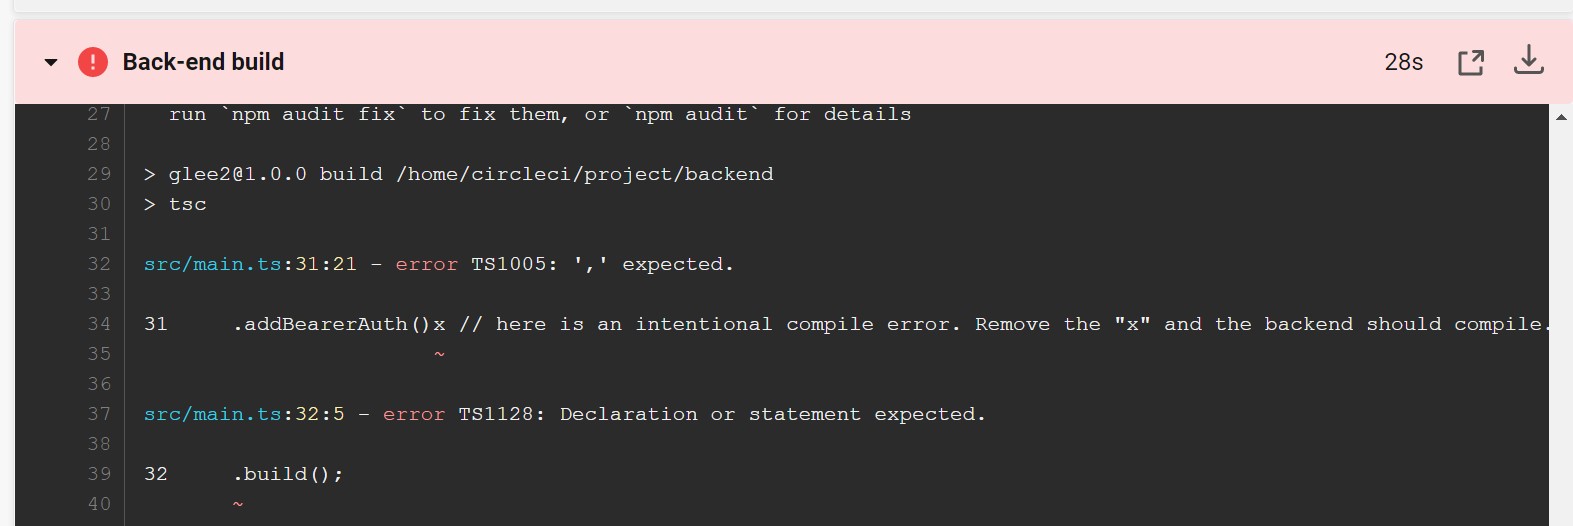 Back-end build 28s
27 run `npm audit fix` to fix them, or `npm audit` for details
28
29 > glee2@1.0.0 build /home/circleci/project/backend
30 > tsc
31
32 src/main.ts:31:21 - error TS1005: ',' expected.
33
34 31 .addBearerAuth()x // here is an intentional compile error. Remove the "x" and the backend should compile.
35 ~
36
37 src/main.ts:32:5 - error TS1128: Declaration or statement expected.
38
39 32 .build();
40 ~